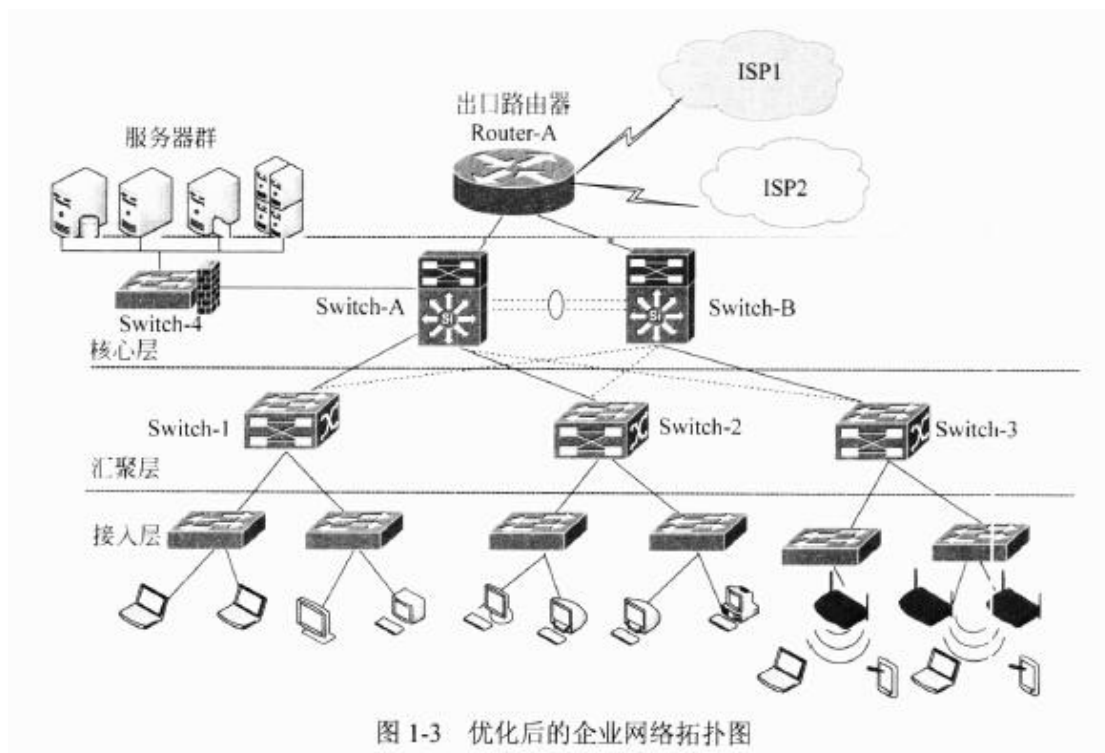 ISP1
出口路由器
Router-A
服务器群
ISP2
Si
Si
Switch-A
Switch-B
Switch-4
核心层
Switch-1
Switch-2
Switch-3
汇聚层
接入层
图 1-3 优化后的企业网络拓扑图